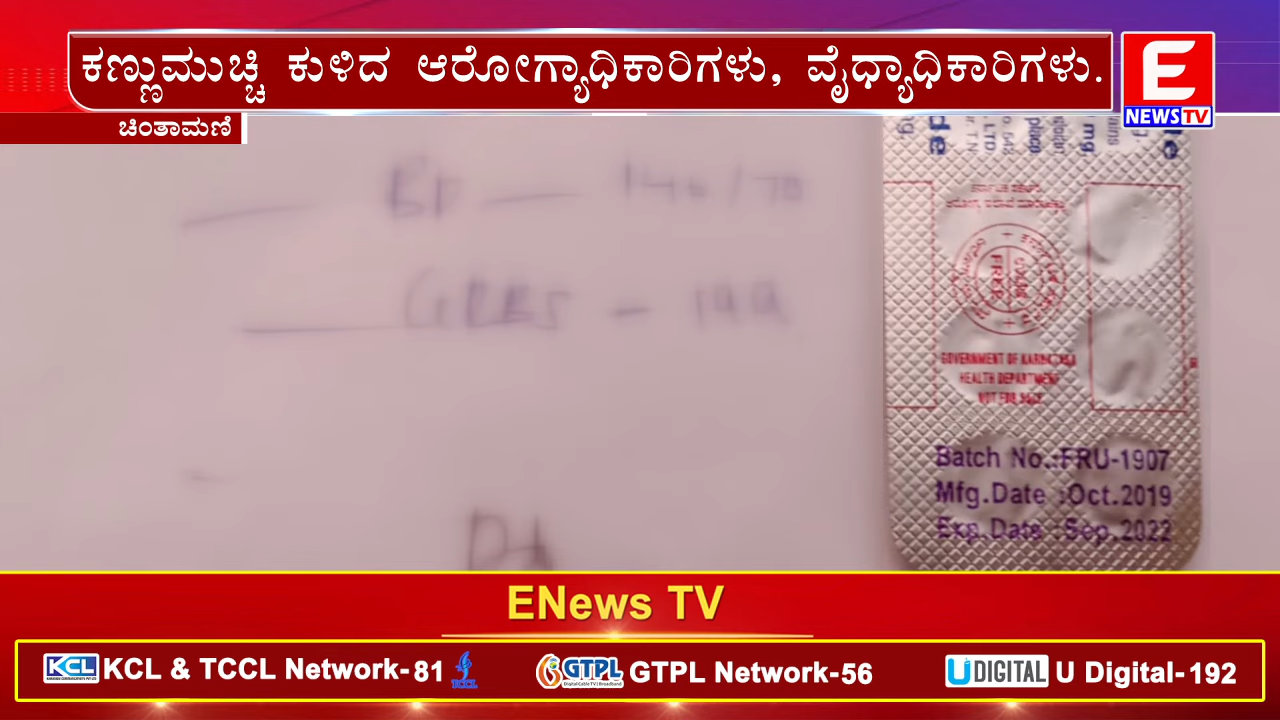 ಕಣ್ಣುಮುಚ್ಚಿ ಕುಳಿದ ಆರೋಗ್ಯಾಧಿಕಾರಿಗಳು, ವೈಧ್ಯಾಧಿಕಾರಿಗಳು.
E
NEWS TV
ಚಿಂತಾಮಣಿ
BP — 140/70
GRBS -
GOVERNMENT OF KARNATAKA
HEALTH DEPARTMENT
NOT FOR SALE
Batch No.:FRU-1907
Mfg.Date :Oct.2019
Exp.Date :Sep.2022
ENews TV
KCL KCL & TCCL Network-81 TCCL
GTPL GTPL Network-56
U DIGITAL U Digital-192